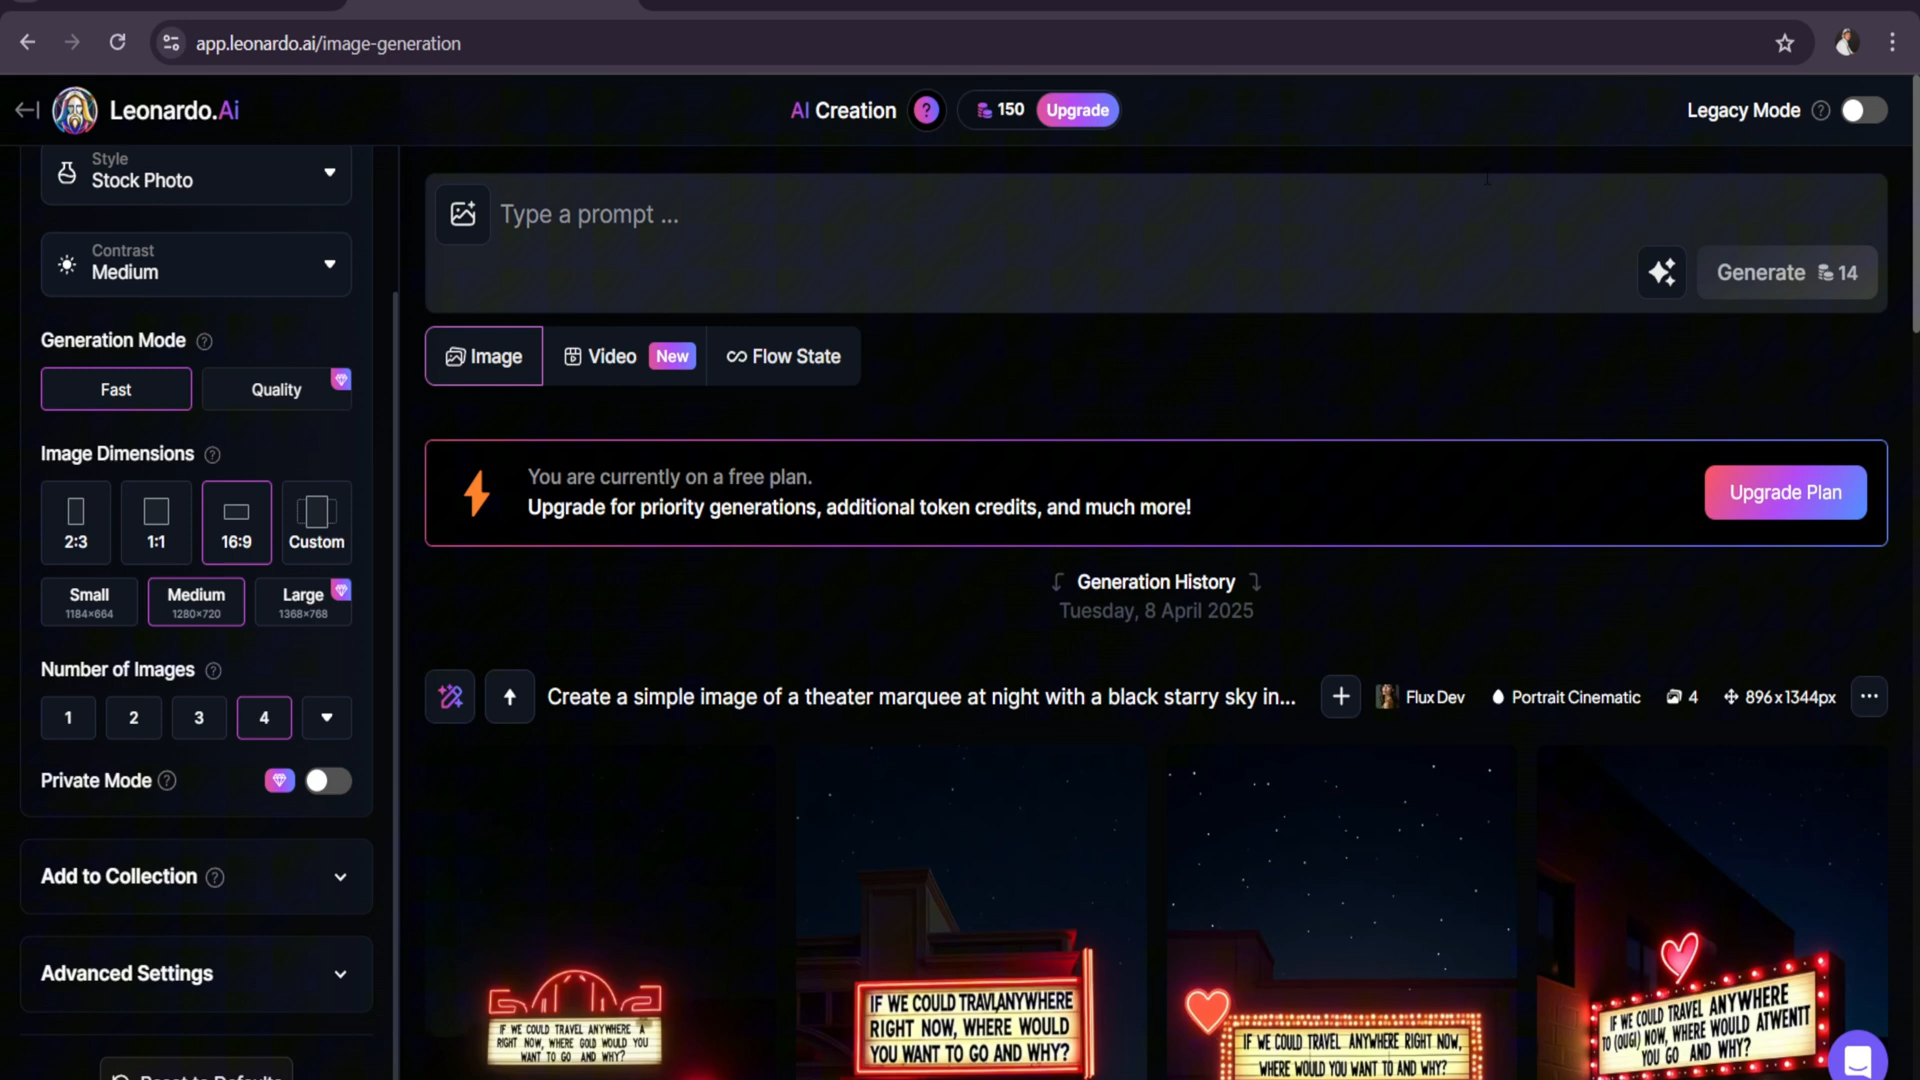 app.leonardo.ai/image-generation
Leonardo.Ai
AI Creation ? 150 Upgrade
Legacy Mode ?
Style
Stock Photo
Contrast
Medium
Generation Mode ?
Fast Quality
Image Dimensions ?
2:3 1:1 16:9 Custom
Small Medium Large
1184×664 1280×720 1368×768
Number of Images ?
1 2 3 4
Private Mode ?
Add to Collection ?
Advanced Settings
Reset to Defaults
Type a prompt ...
Generate 14
Image Video New Flow State
You are currently on a free plan.
Upgrade for priority generations, additional token credits, and much more!
Upgrade Plan
Generation History
Tuesday, 8 April 2025
Create a simple image of a theater marquee at night with a black starry sky in...
Flux Dev Portrait Cinematic 4 896x1344px
IF WE COULD TRAVEL ANYWHERE A
RIGHT NOW, WHERE GOLD WOULD YOU
WANT TO GO AND WHY?
IF WE COULD TRAVLANYWHERE
RIGHT NOW, WHERE WOULD
YOU WANT TO GO AND WHY?
IF WE COULD TRAVEL ANYWHERE RIGHT NOW,
WHERE WOULD YOU WANT TO AND WHY?
IF WE COULD TRAVEL ANYWHERE
TO (OUGI) NOW, WHERE WOULD ATWENTT
YOU GO AND WHY?